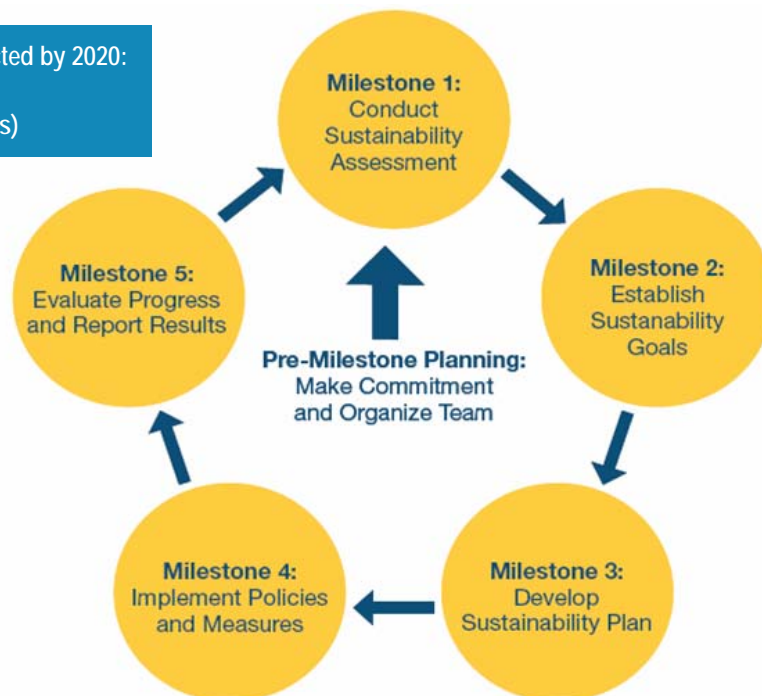 ted by 2020:
s)
Milestone 1:
Conduct
Sustainability
Assessment
Milestone 2:
Establish
Sustanability
Goals
Milestone 3:
Develop
Sustainability Plan
Milestone 4:
Implement Policies
and Measures
Milestone 5:
Evaluate Progress
and Report Results
Pre-Milestone Planning:
Make Commitment
and Organize Team